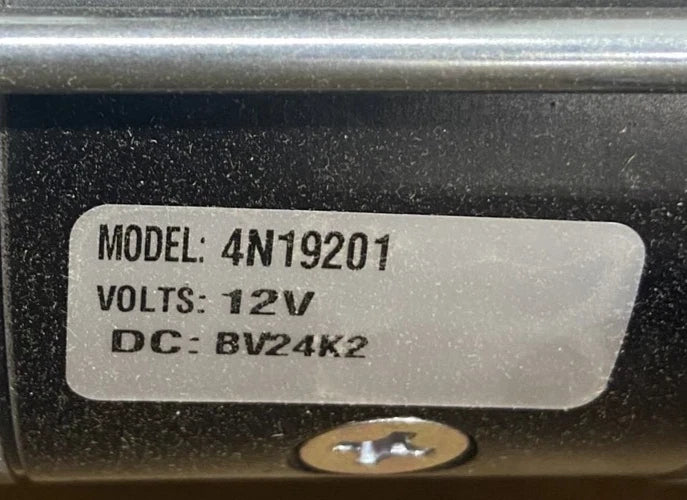 MODEL: 4N19201
VOLTS: 12V
DC: BV24K2